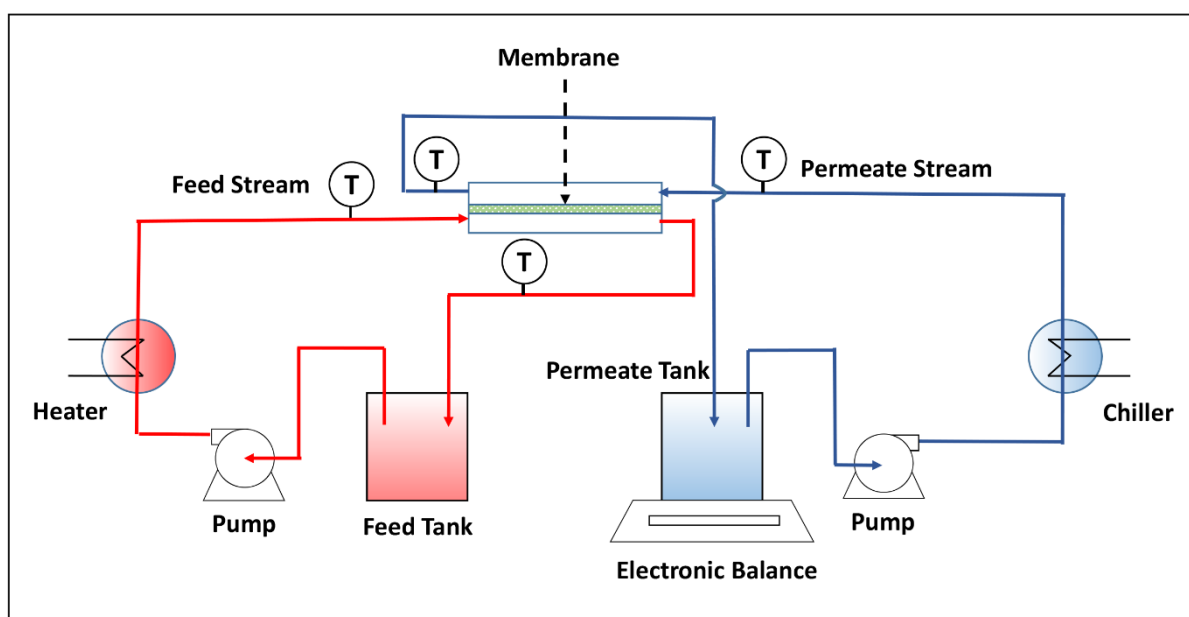 Membrane
T
T
Permeate Stream
Feed Stream
T
T
Heater
Permeate Tank
Chiller
Pump
Feed Tank
Pump
Electronic Balance